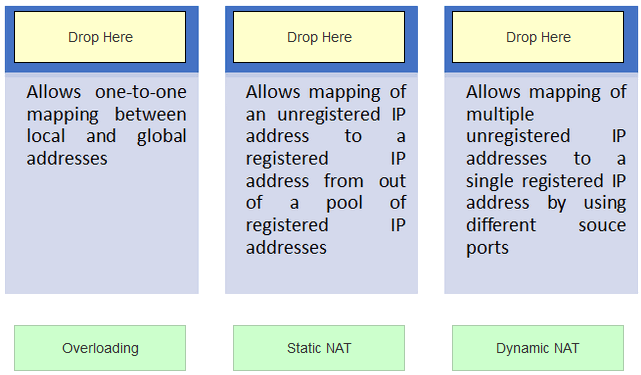 Drop Here
Drop Here
Drop Here
Allows one-to-one
mapping between
local and global
addresses
Allows mapping of
an unregistered IP
address to a
registered IP
address from out
of a pool of
registered IP
addresses
Allows mapping of
multiple
unregistered IP
addresses to a
single registered IP
address by using
different souce
ports
Overloading
Static NAT
Dynamic NAT